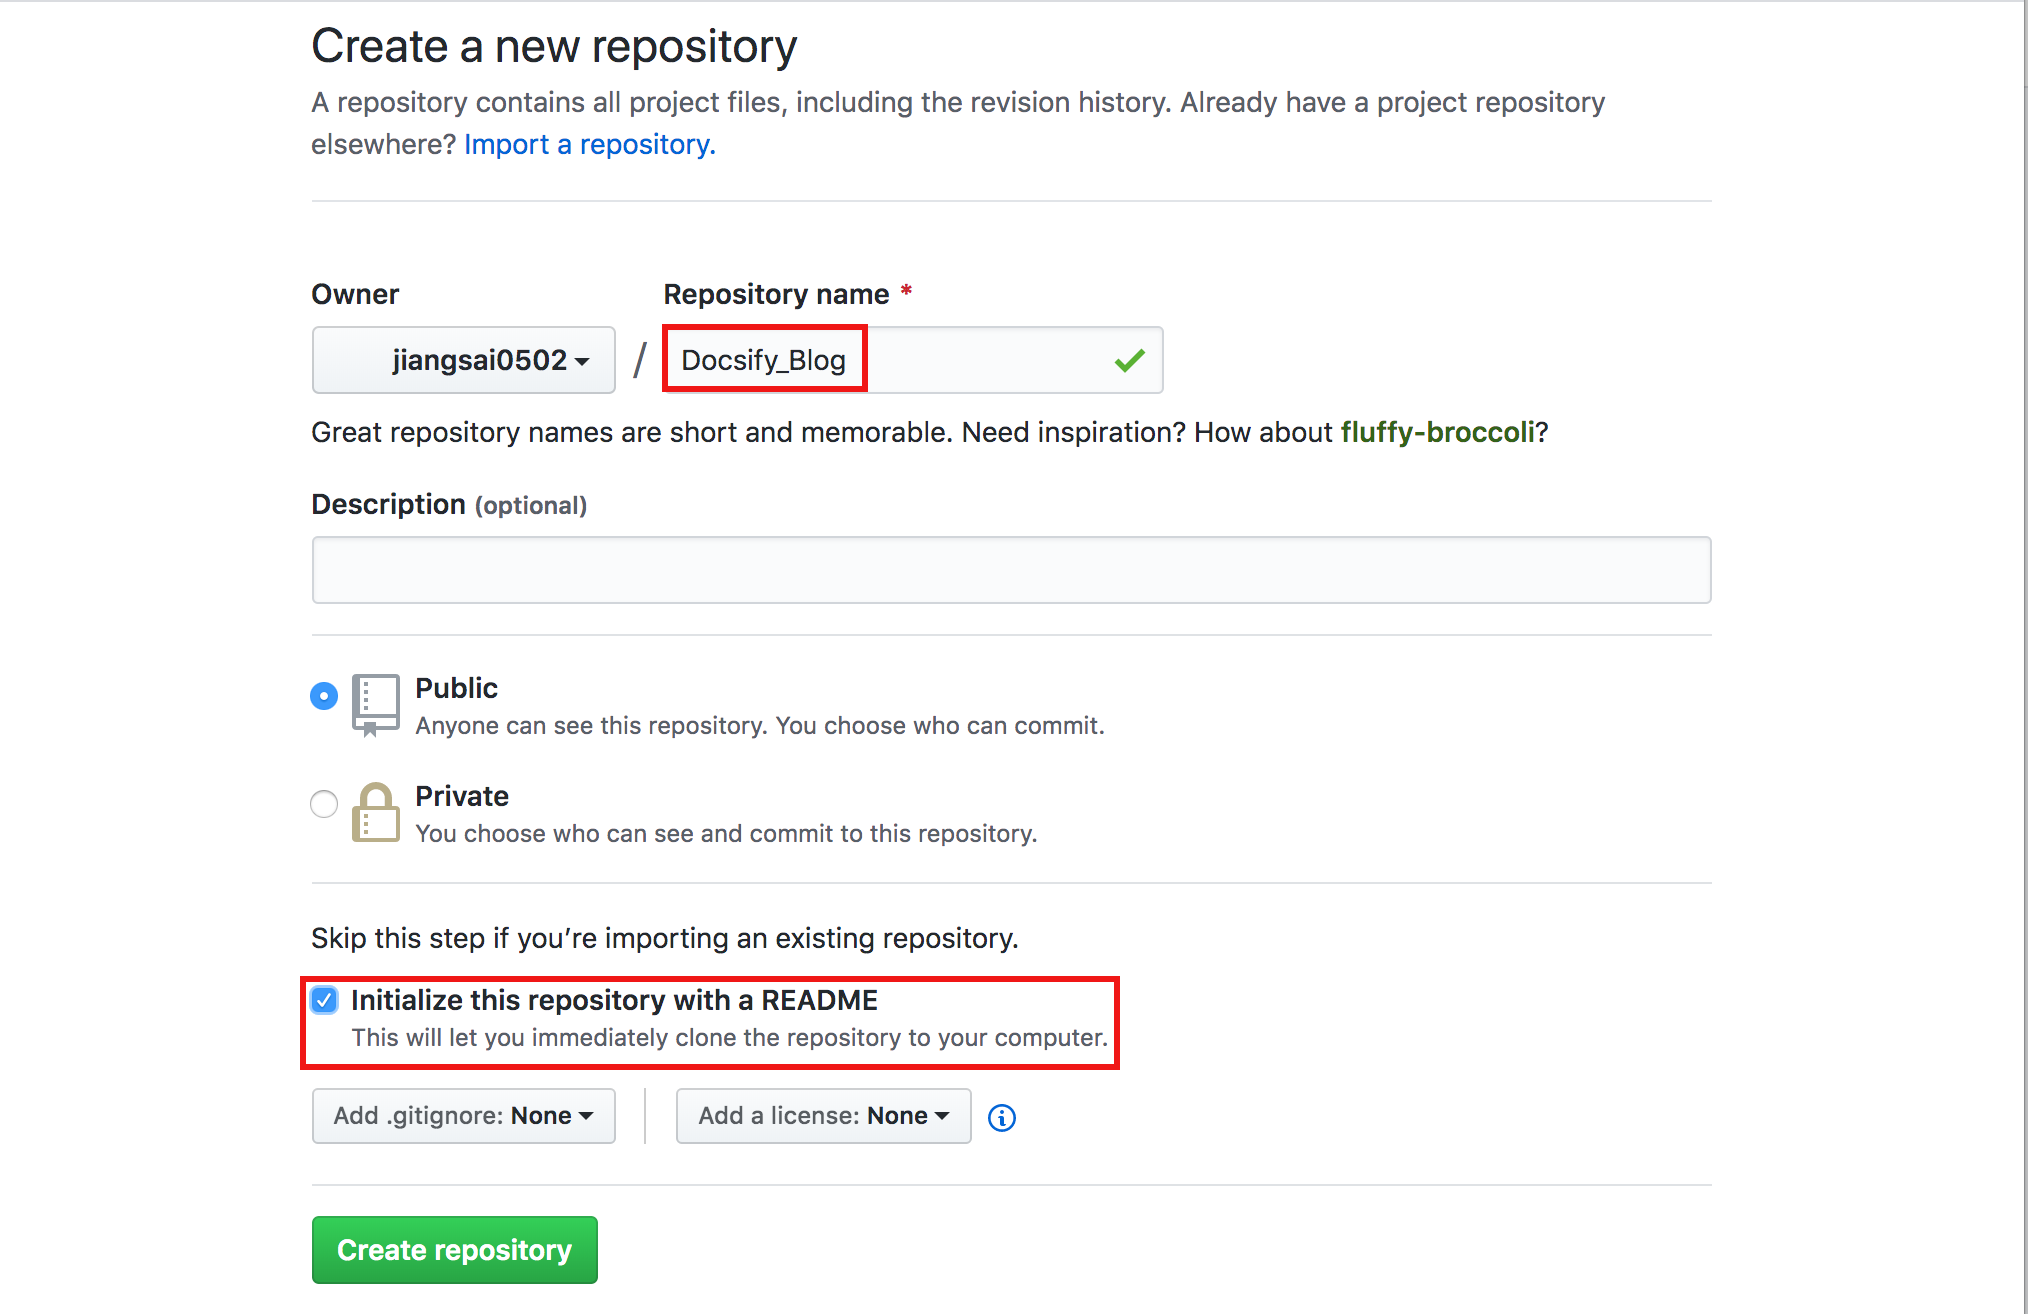 Create a new repository
A repository contains all project files, including the revision history. Already have a project repository
elsewhere? Import a repository.
Owner
Repository name *
jiangsai0502
/
Docsify_Blog
Great repository names are short and memorable. Need inspiration? How about fluffy-broccoli?
Description (optional)
Public
Anyone can see this repository. You choose who can commit.
Private
You choose who can see and commit to this repository.
Skip this step if you’re importing an existing repository.
Initialize this repository with a README
This will let you immediately clone the repository to your computer.
Add .gitignore: None
Add a license: None
Create repository